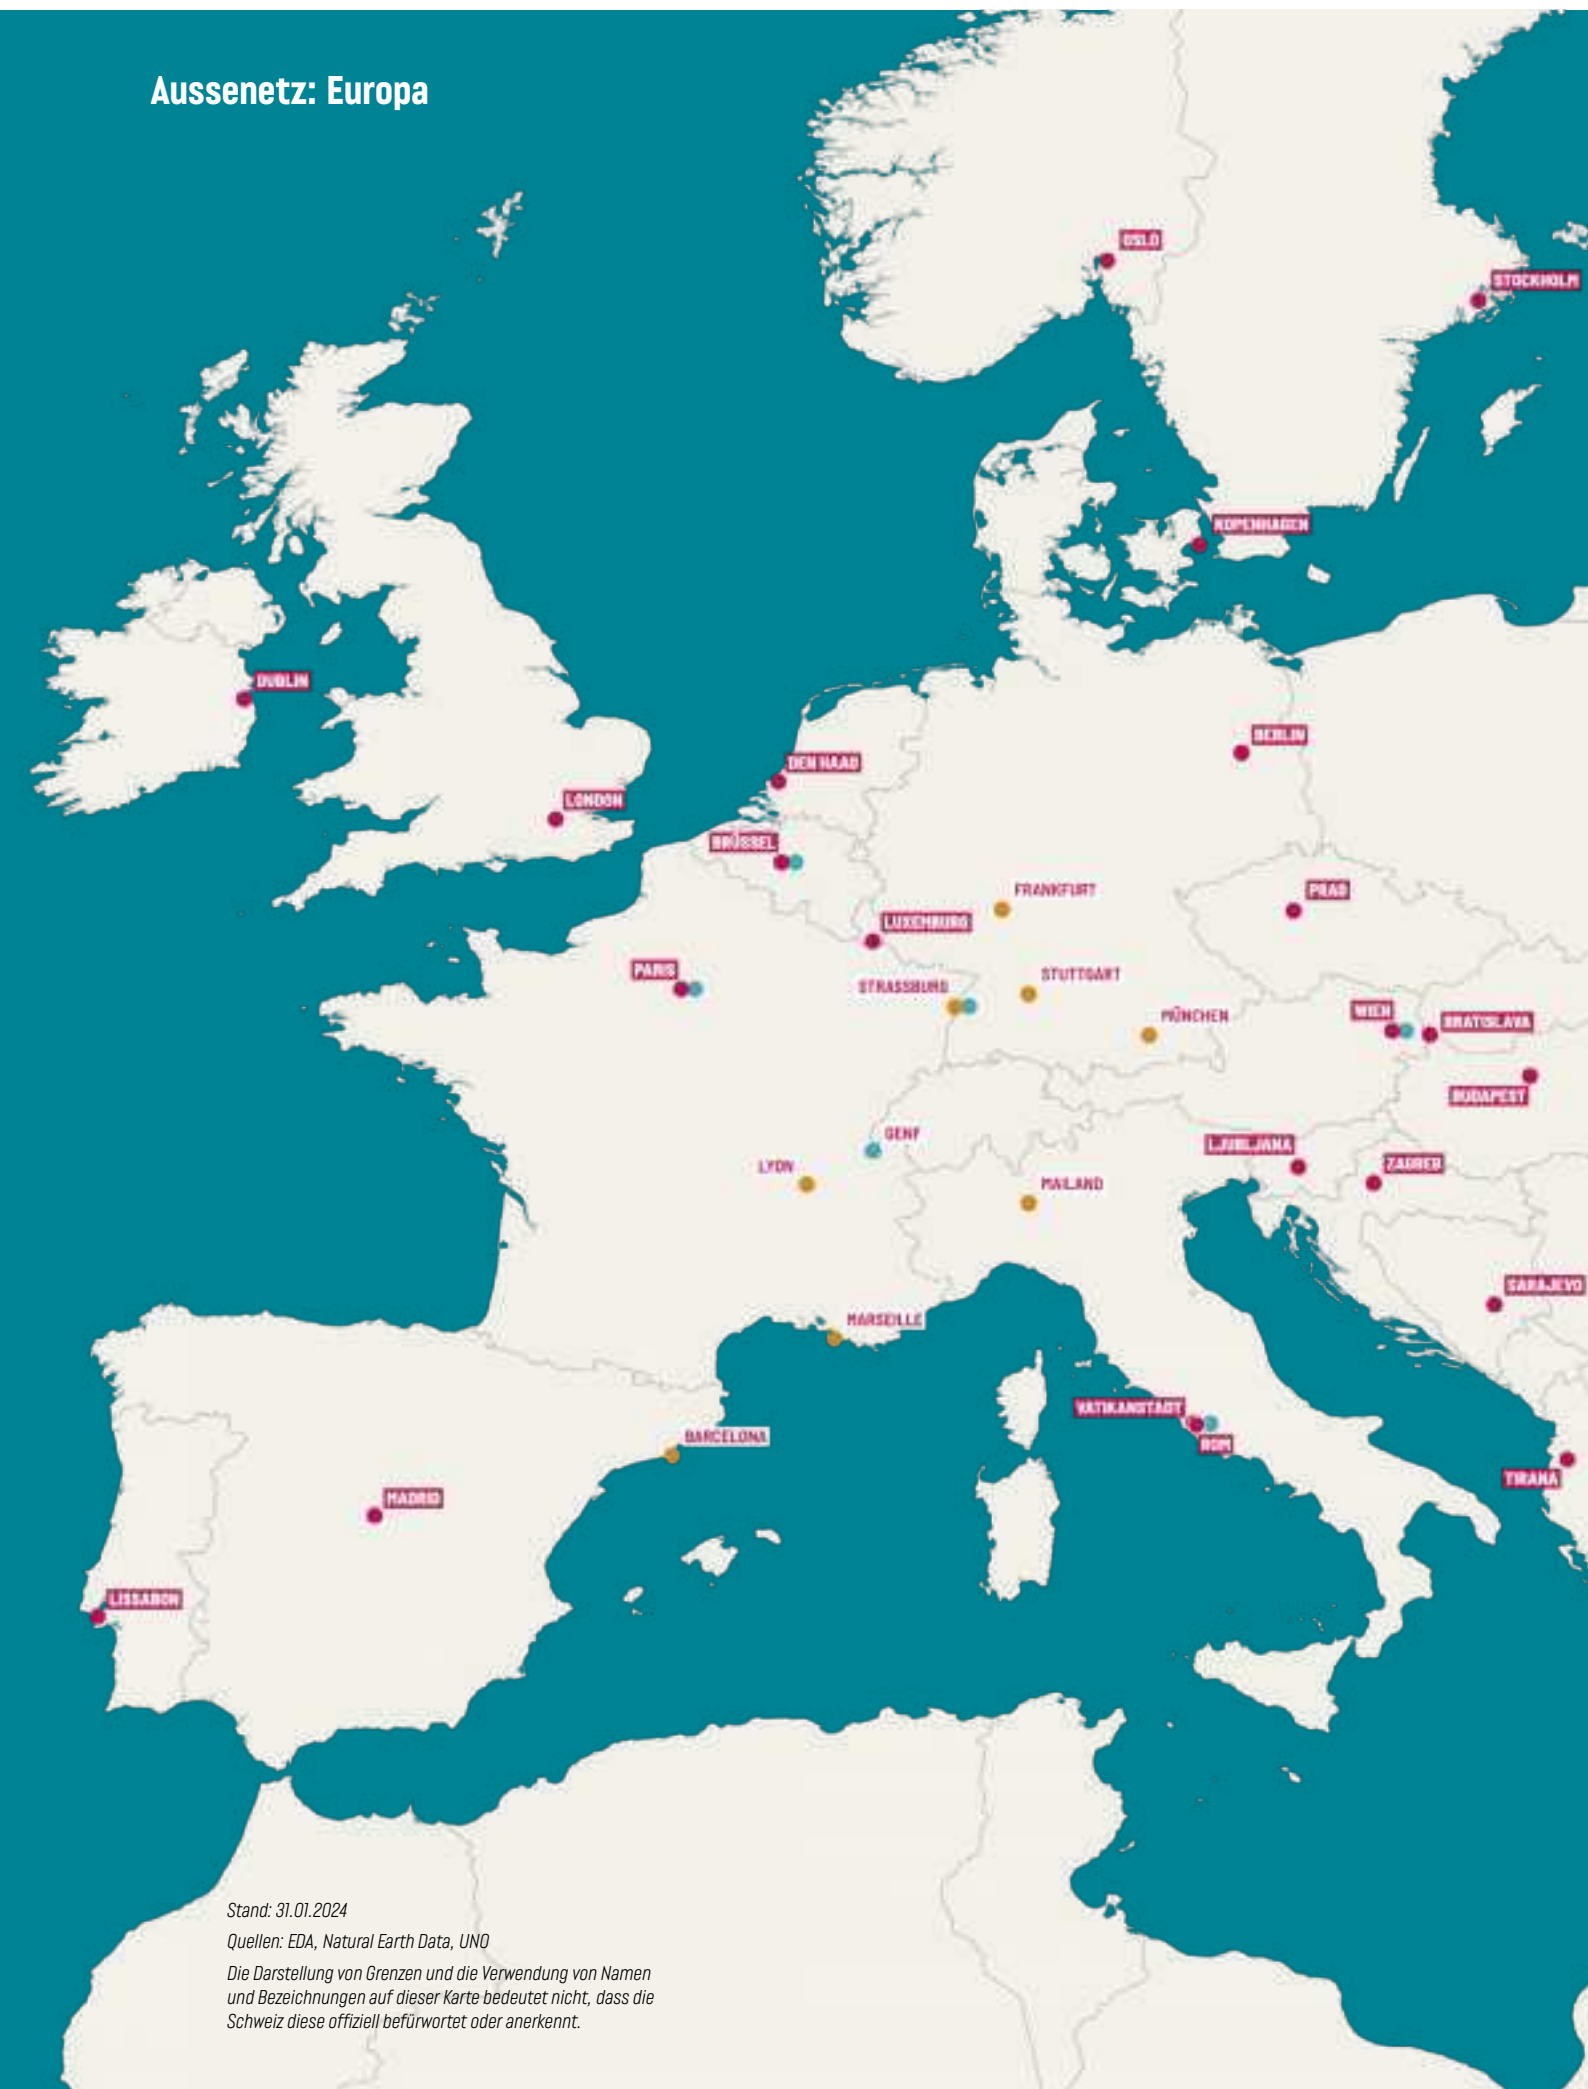 Aussenetz: Europa
OSLO
STOCKHOLM
KOPENHAGEN
DUBLIN
BERLIN
DEN HAAG
LONDON
BRÜSSEL
FRANKFURT
PRAG
LUXEMBURG
PARIS
STUTTGART
STRASSBURG
MÜNCHEN
WIEN
BRATISLAVA
BUDAPEST
GENF
LJUBLJANA
LYON
ZAGREB
MAILAND
SARAJEVO
MARSEILLE
VATIKANSTADT
BARCELONA
ROM
TIRANA
MADRID
LISSABON
Stand: 31.01.2024
Quellen: EDA, Natural Earth Data, UNO
Die Darstellung von Grenzen und die Verwendung von Namen
und Bezeichnungen auf dieser Karte bedeutet nicht, dass die
Schweiz diese offiziell befürwortet oder anerkennt.